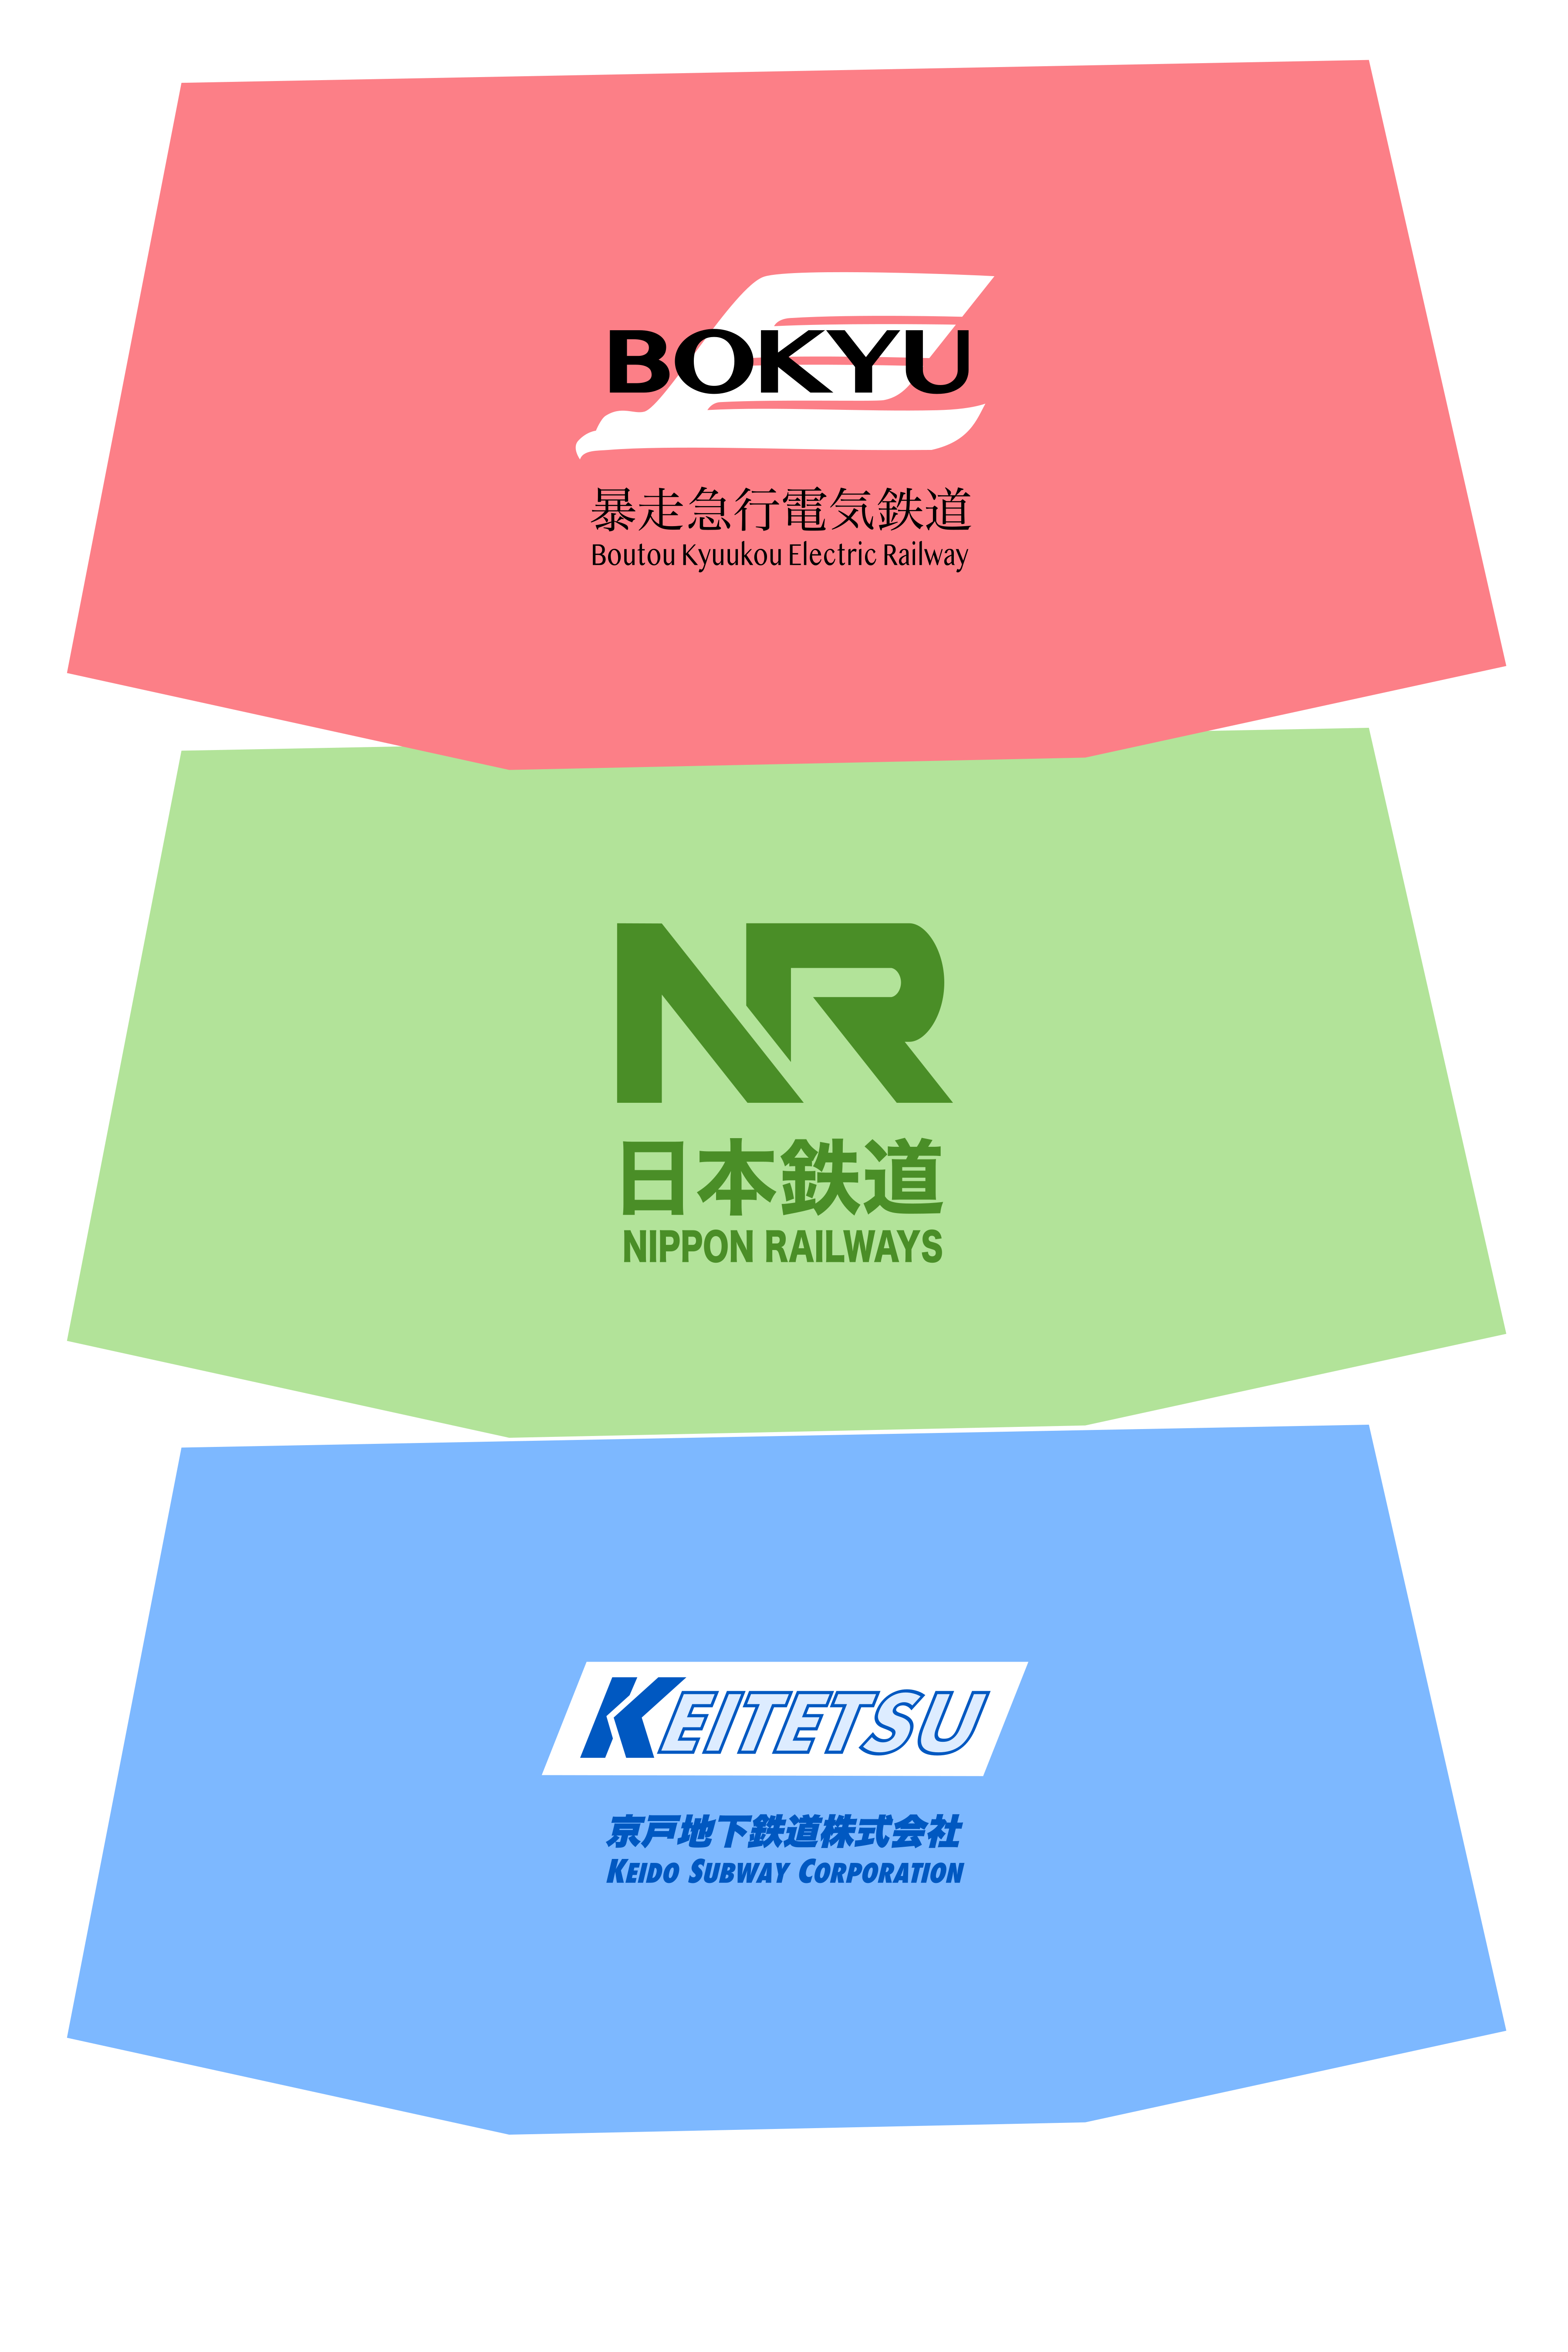 BOKYU
暴走急行電気鉄道
Boutou Kyuukou Electric Railway
NR
日本鉄道
NIPPON RAILWAYS
KEITETSU
京戸地下鉄道株式会社
KEIDO SUBWAY CORPORATION